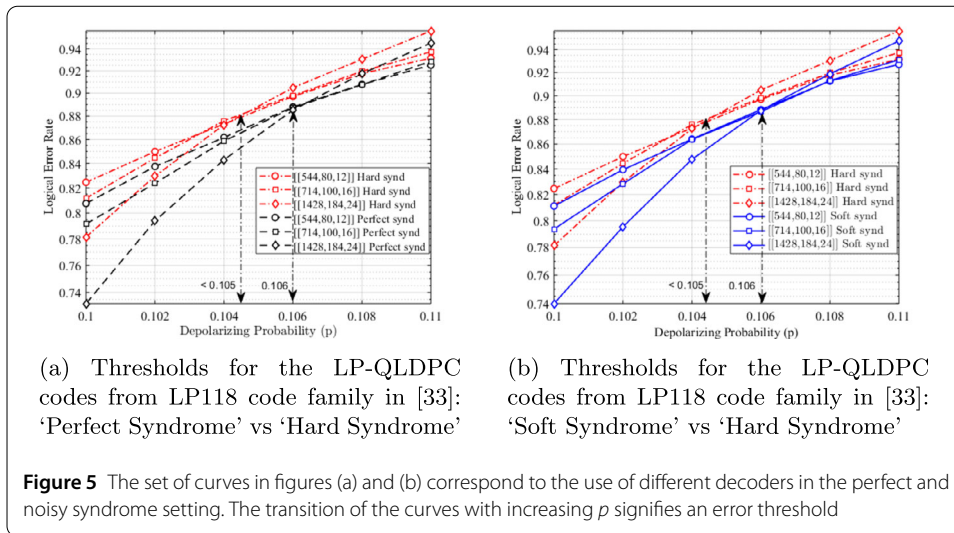 0.94
0.92
0.9
0.88
0.86
0.84
0.82
0.8
0.78
0.76
0.74
Logical Error Rate
[[544,80,12]] Hard synd
[[714,100,16]] Hard synd
[[1428,184,24]] Hard synd
[[544,80,12]] Perfect synd
[[714,100,16]] Perfect synd
[[1428,184,24]] Perfect synd
< 0.105
0.106
0.1 0.102 0.104 0.106 0.108 0.11
Depolarizing Probability (p)
(a) Thresholds for the LP-QLDPC
codes from LP118 code family in [33]:
‘Perfect Syndrome’ vs ‘Hard Syndrome’
0.94
0.92
0.9
0.88
0.86
0.84
0.82
0.8
0.78
0.76
0.74
Logical Error Rate
[[544,80,12]] Hard synd
[[714,100,16]] Hard synd
[[1428,184,24]] Hard synd
[[544,80,12]] Soft synd
[[714,100,16]] Soft synd
[[1428,184,24]] Soft synd
< 0.105
0.106
0.1 0.102 0.104 0.106 0.108 0.11
Depolarizing Probability (p)
(b) Thresholds for the LP-QLDPC
codes from LP118 code family in [33]:
‘Soft Syndrome’ vs ‘Hard Syndrome’
Figure 5 The set of curves in figures (a) and (b) correspond to the use of different decoders in the perfect and
noisy syndrome setting. The transition of the curves with increasing p signifies an error threshold